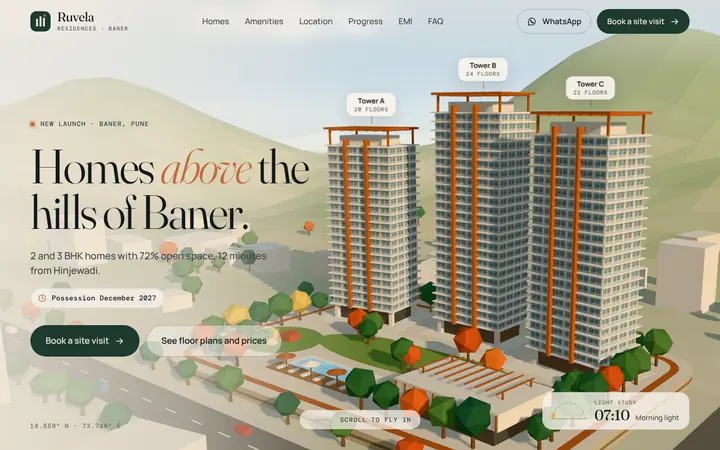 Ruvela
RESIDENCES · BANER
Homes
Amenities
Location
Progress
EMI
FAQ
WhatsApp
Book a site visit →
Tower B
24 FLOORS
Tower C
22 FLOORS
Tower A
20 FLOORS
NEW LAUNCH · BANER, PUNE
Homes above the
hills of Baner.
2 and 3 BHK homes with 72% open space, 12 minutes
from Hinjewadi.
Possession December 2027
Book a site visit →
See floor plans and prices
LIGHT STUDY
07:10 Morning light
SCROLL TO FLY IN
18.559° N · 73.786° E